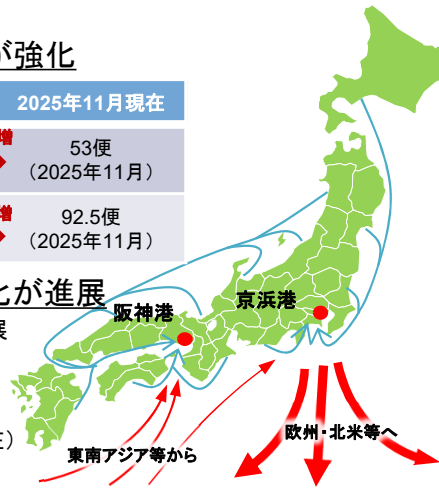 が強化
2025年11月現在
増
53便
（2025年11月）
増
92.5便
（2025年11月）
化が進展
展
阪神港
京浜港
在）
東南アジア等から
欧州・北米等へ